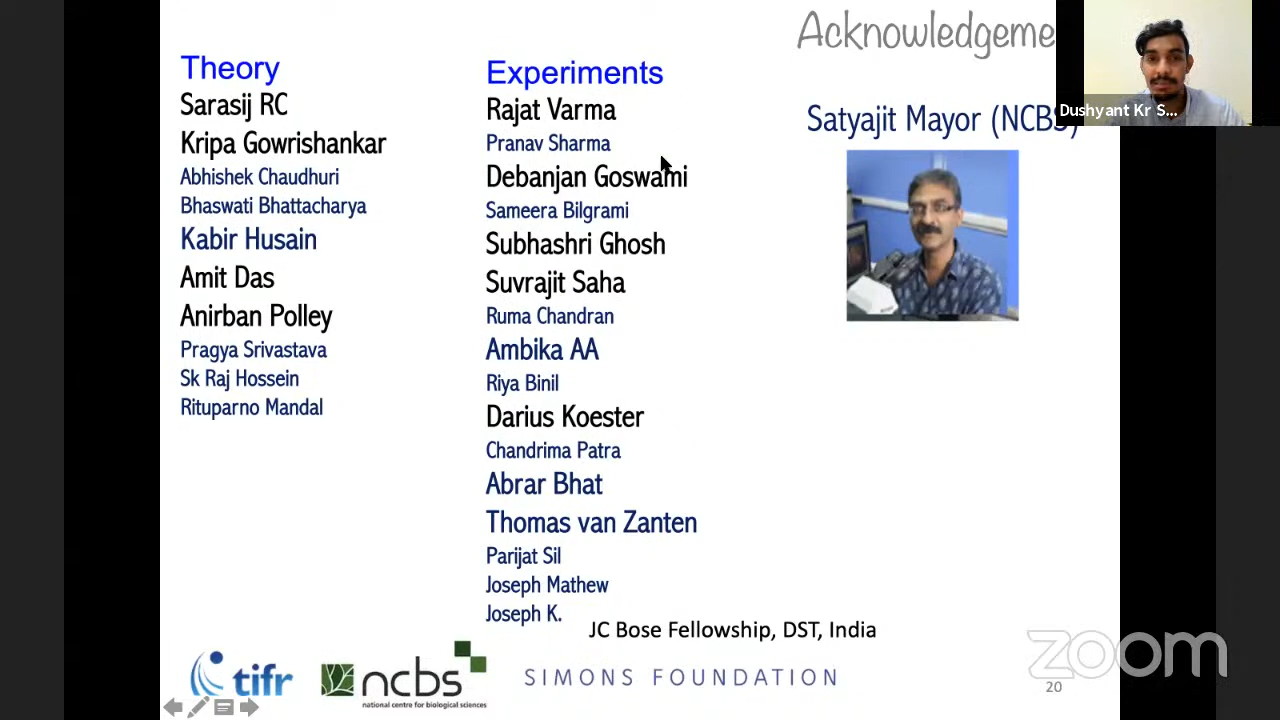 Acknowledgeme
Dushyant Kr S...
Theory
Sarasij RC
Kripa Gowrishankar
Abhishek Chaudhuri
Bhaswati Bhattacharya
Kabir Husain
Amit Das
Anirban Polley
Pragya Srivastava
Sk Raj Hossein
Rituparno Mandal
Experiments
Rajat Varma
Pranav Sharma
Debanjan Goswami
Sameera Bilgrami
Subhashri Ghosh
Suvrajit Saha
Ruma Chandran
Ambika AA
Riya Binil
Darius Koester
Chandrima Patra
Abrar Bhat
Thomas van Zanten
Parijat Sil
Joseph Mathew
Joseph K.
Satyajit Mayor (NCBS)
JC Bose Fellowship, DST, India
tifr
ncbs
national centre for biological sciences
SIMONS FOUNDATION
zoom
20